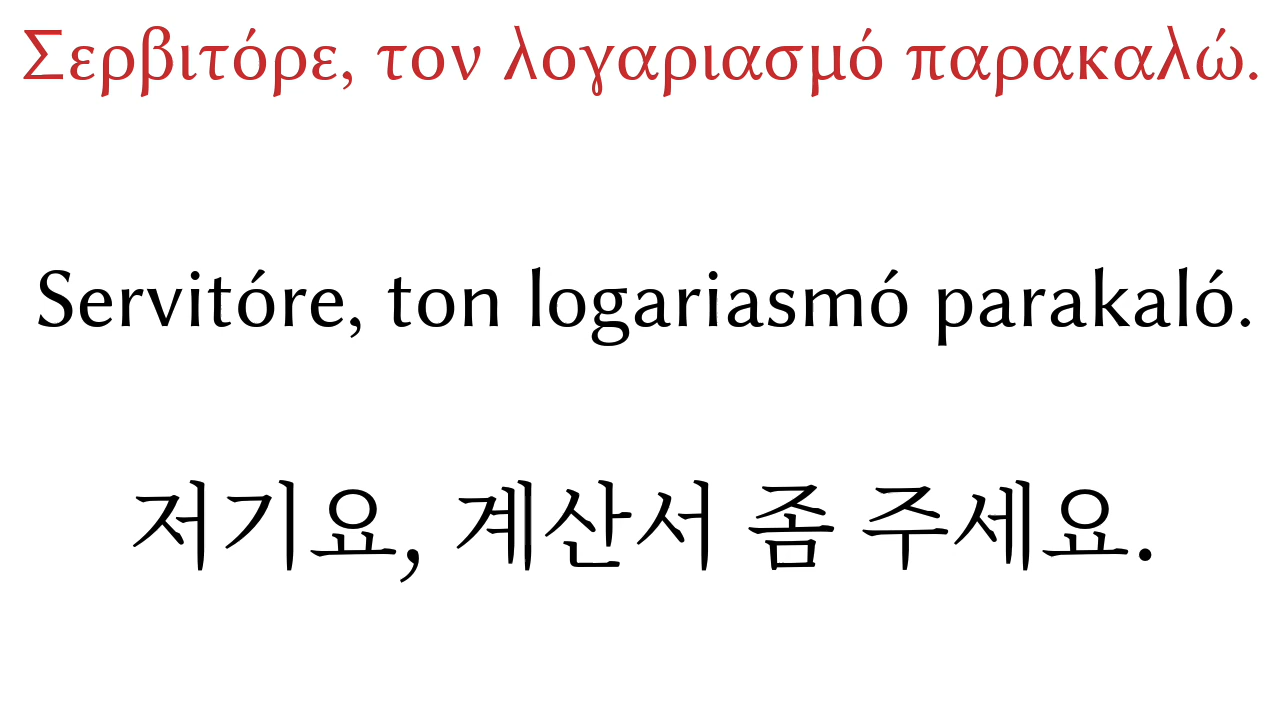 Σερβιτόρε, τον λογαριασμό παρακαλώ.
Servitóre, ton logariasmó parakaló.
저기요, 계산서 좀 주세요.